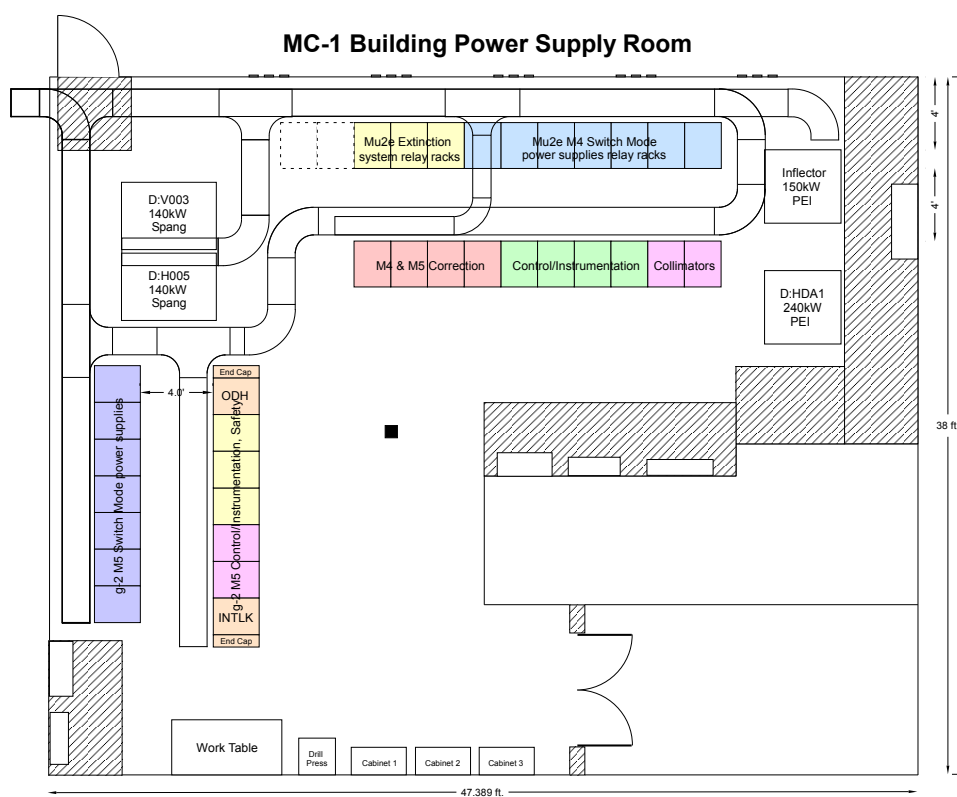 MC-1 Building Power Supply Room
4'
Mu2e Extinction
system relay racks
Mu2e M4 Switch Mode
power supplies relay racks
Inflector
150kW
PEI
4'
D:V003
140kW
Spang
D:H005
140kW
Spang
M4 & M5 Correction
Control/Instrumentation
Collimators
D:HDA1
240kW
PEI
End Cap
ODH
4.0'
g-2 M5 Switch Mode power supplies
g-2 M5 Control/Instrumentation, Safety
INTLK
End Cap
38 ft
Work Table
Drill
Press
Cabinet 1
Cabinet 2
Cabinet 3
47.389 ft.